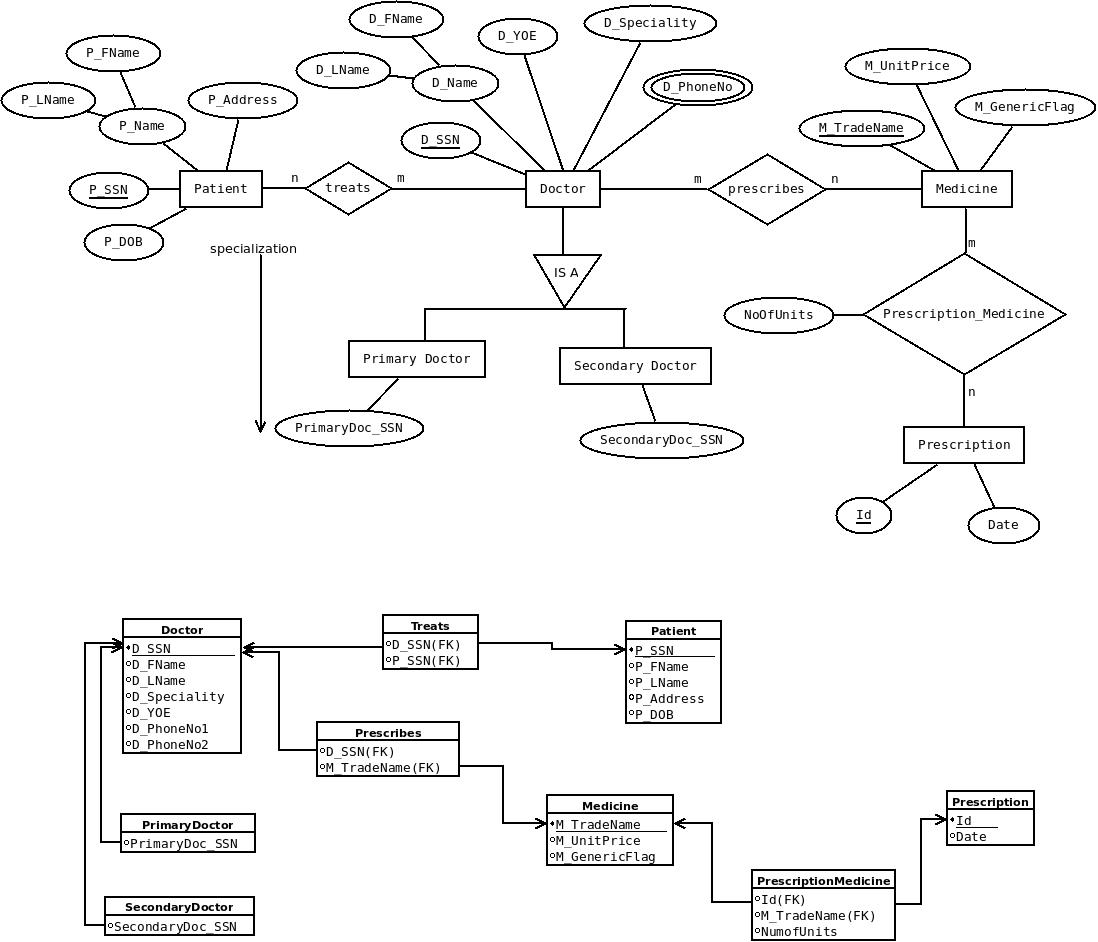 D_FName
D_Speciality
D_YOE
P_FName
M_UnitPrice
D_LName
D_Name
D_PhoneNo
P_LName
P_Address
M_GenericFlag
P_Name
M_TradeName
D_SSN
n
m
m
n
P_SSN
Patient
treats
Doctor
prescribes
Medicine
P_DOB
specialization
m
IS A
NoOfUnits
Prescription_Medicine
Primary Doctor
Secondary Doctor
n
PrimaryDoc_SSN
SecondaryDoc_SSN
Prescription
Id
Date
Doctor
D_SSN
D_FName
D_LName
D_Speciality
D_YOE
D_PhoneNo1
D_PhoneNo2
Treats
D_SSN(FK)
P_SSN(FK)
Patient
P_SSN
P_FName
P_LName
P_Address
P_DOB
Prescribes
D_SSN(FK)
M_TradeName(FK)
Medicine
M_TradeName
M_UnitPrice
M_GenericFlag
Prescription
Id
Date
PrimaryDoctor
PrimaryDoc_SSN
PrescriptionMedicine
Id(FK)
M_TradeName(FK)
NumofUnits
SecondaryDoctor
SecondaryDoc_SSN